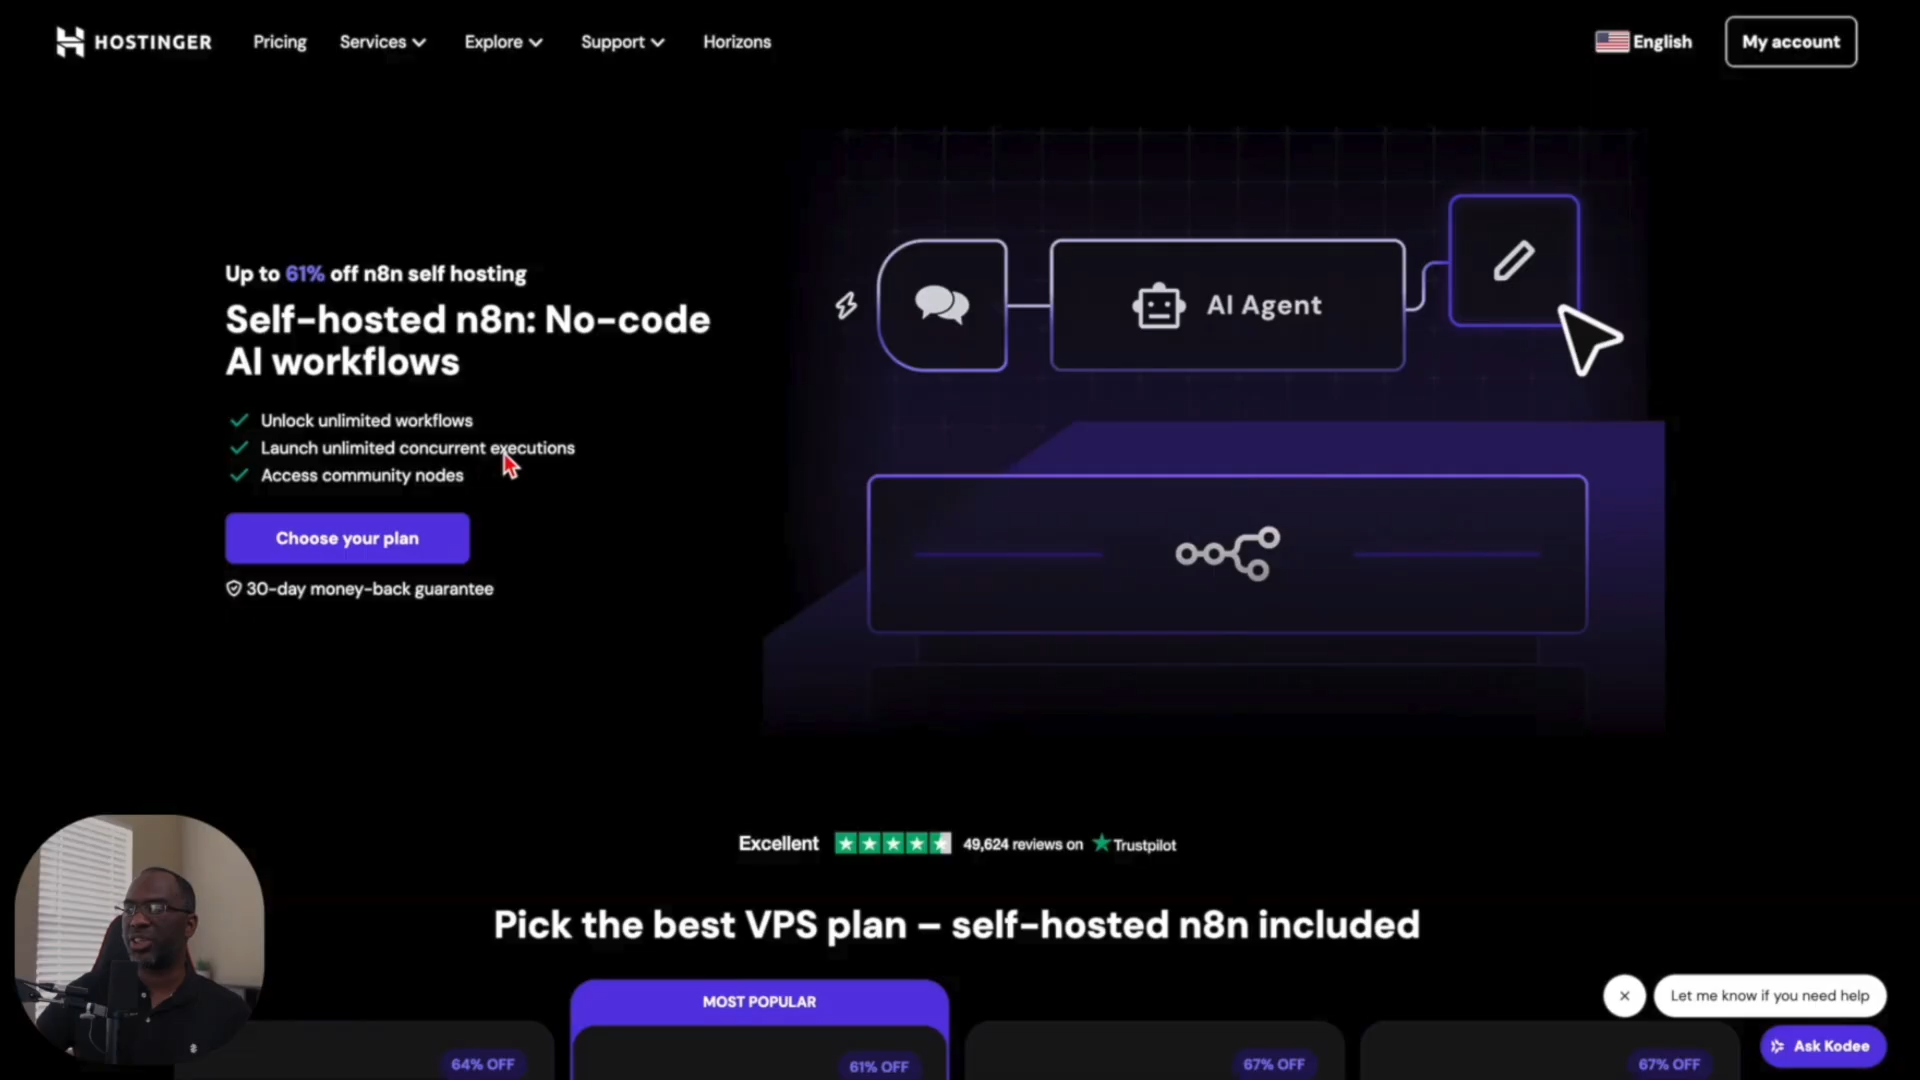 HOSTINGER
Pricing
Services
Explore
Support
Horizons
English
My account
Up to 61% off n8n self hosting
Self-hosted n8n: No-code
AI workflows
Unlock unlimited workflows
Launch unlimited concurrent executions
Access community nodes
Choose your plan
30-day money-back guarantee
AI Agent
Excellent
49,624 reviews on
Trustpilot
Pick the best VPS plan – self-hosted n8n included
MOST POPULAR
64% OFF
61% OFF
67% OFF
67% OFF
Let me know if you need help
Ask Kodee